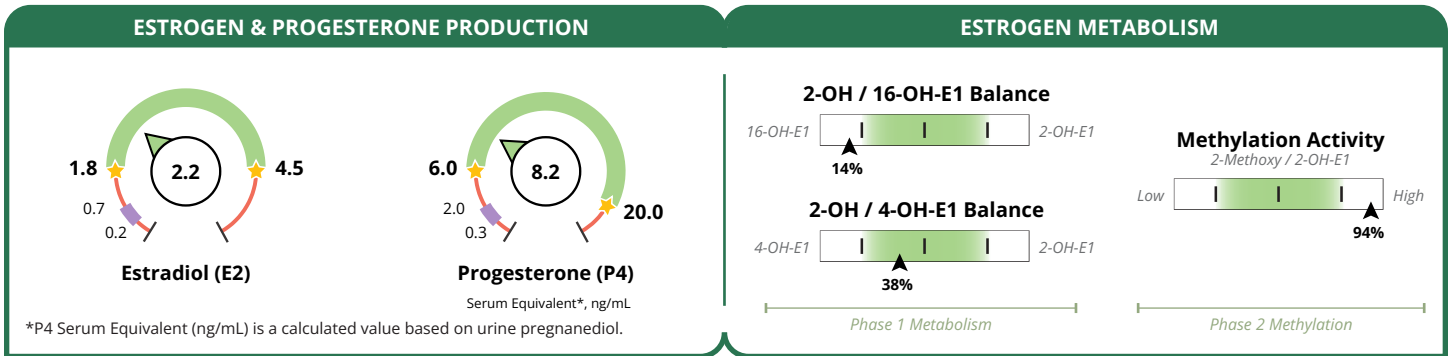 ESTROGEN & PROGESTERONE PRODUCTION
1.8
2.2
4.5
0.7
0.2
Estradiol (E2)
6.0
8.2
20.0
2.0
0.3
Progesterone (P4)
Serum Equivalent*, ng/mL
*P4 Serum Equivalent (ng/mL) is a calculated value based on urine pregnanediol.
ESTROGEN METABOLISM
2-OH / 16-OH-E1 Balance
16-OH-E1
2-OH-E1
14%
2-OH / 4-OH-E1 Balance
4-OH-E1
2-OH-E1
38%
Phase 1 Metabolism
Methylation Activity
2-Methoxy / 2-OH-E1
Low
High
94%
Phase 2 Methylation